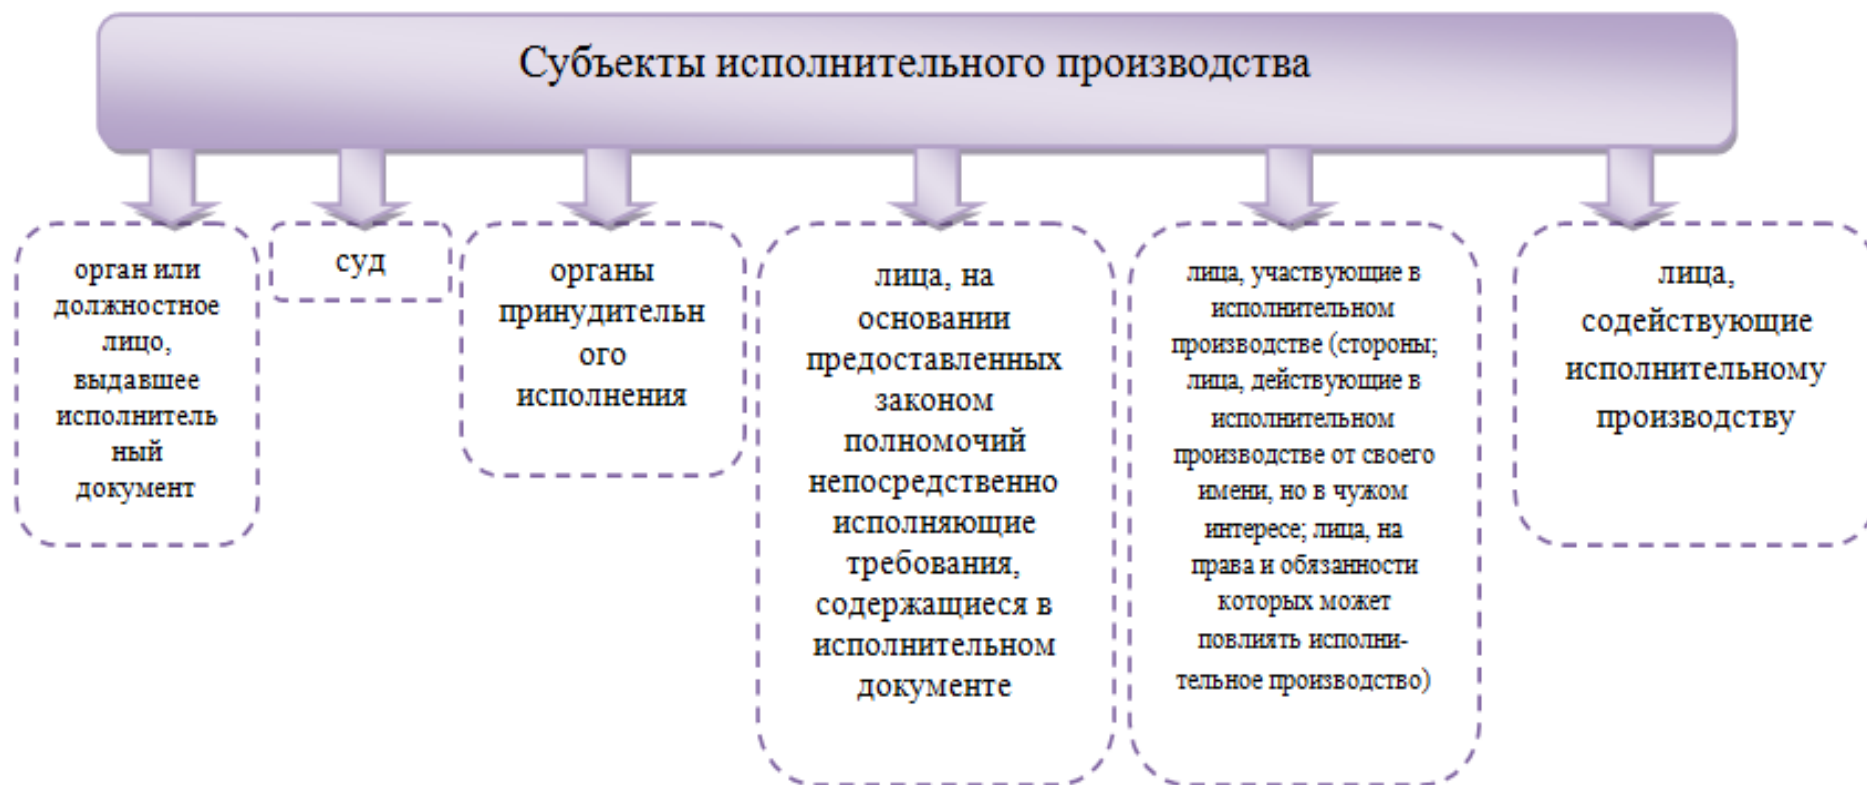 Субъекты исполнительного производства
орган или
должностное
лицо,
выдавшее
исполнитель
ный
документ
суд
органы
принудительн
ого
исполнения
лица, на
основании
предоставленных
законом
полномочий
непосредственно
исполняющие
требования,
содержащиеся в
исполнительном
документе
лица, участвующие в
исполнительном
производстве (стороны;
лица, действующие в
исполнительном
производстве от своего
имени, но в чужом
интересе; лица, на
права и обязанности
которых может
повлиять исполни-
тельное производство)
лица,
содействующие
исполнительному
производству